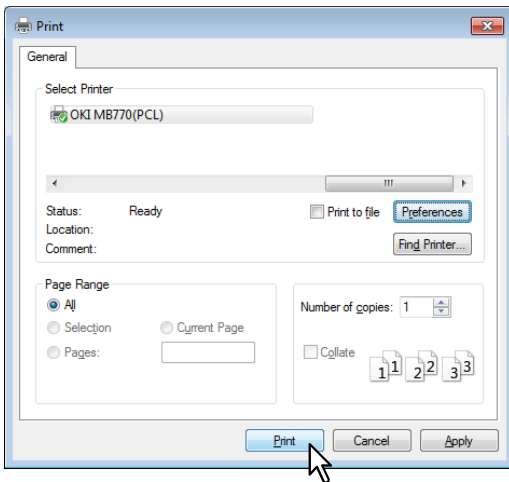 Print
General
Select Printer
OKI MB770(PCL)
Status: Ready
Print to file Preferences
Location:
Comment:
Find Printer...
Page Range
All
Selection Current Page
Pages:
Number of copies: 1
Collate
1 1 2 2 3 3
Print Cancel Apply